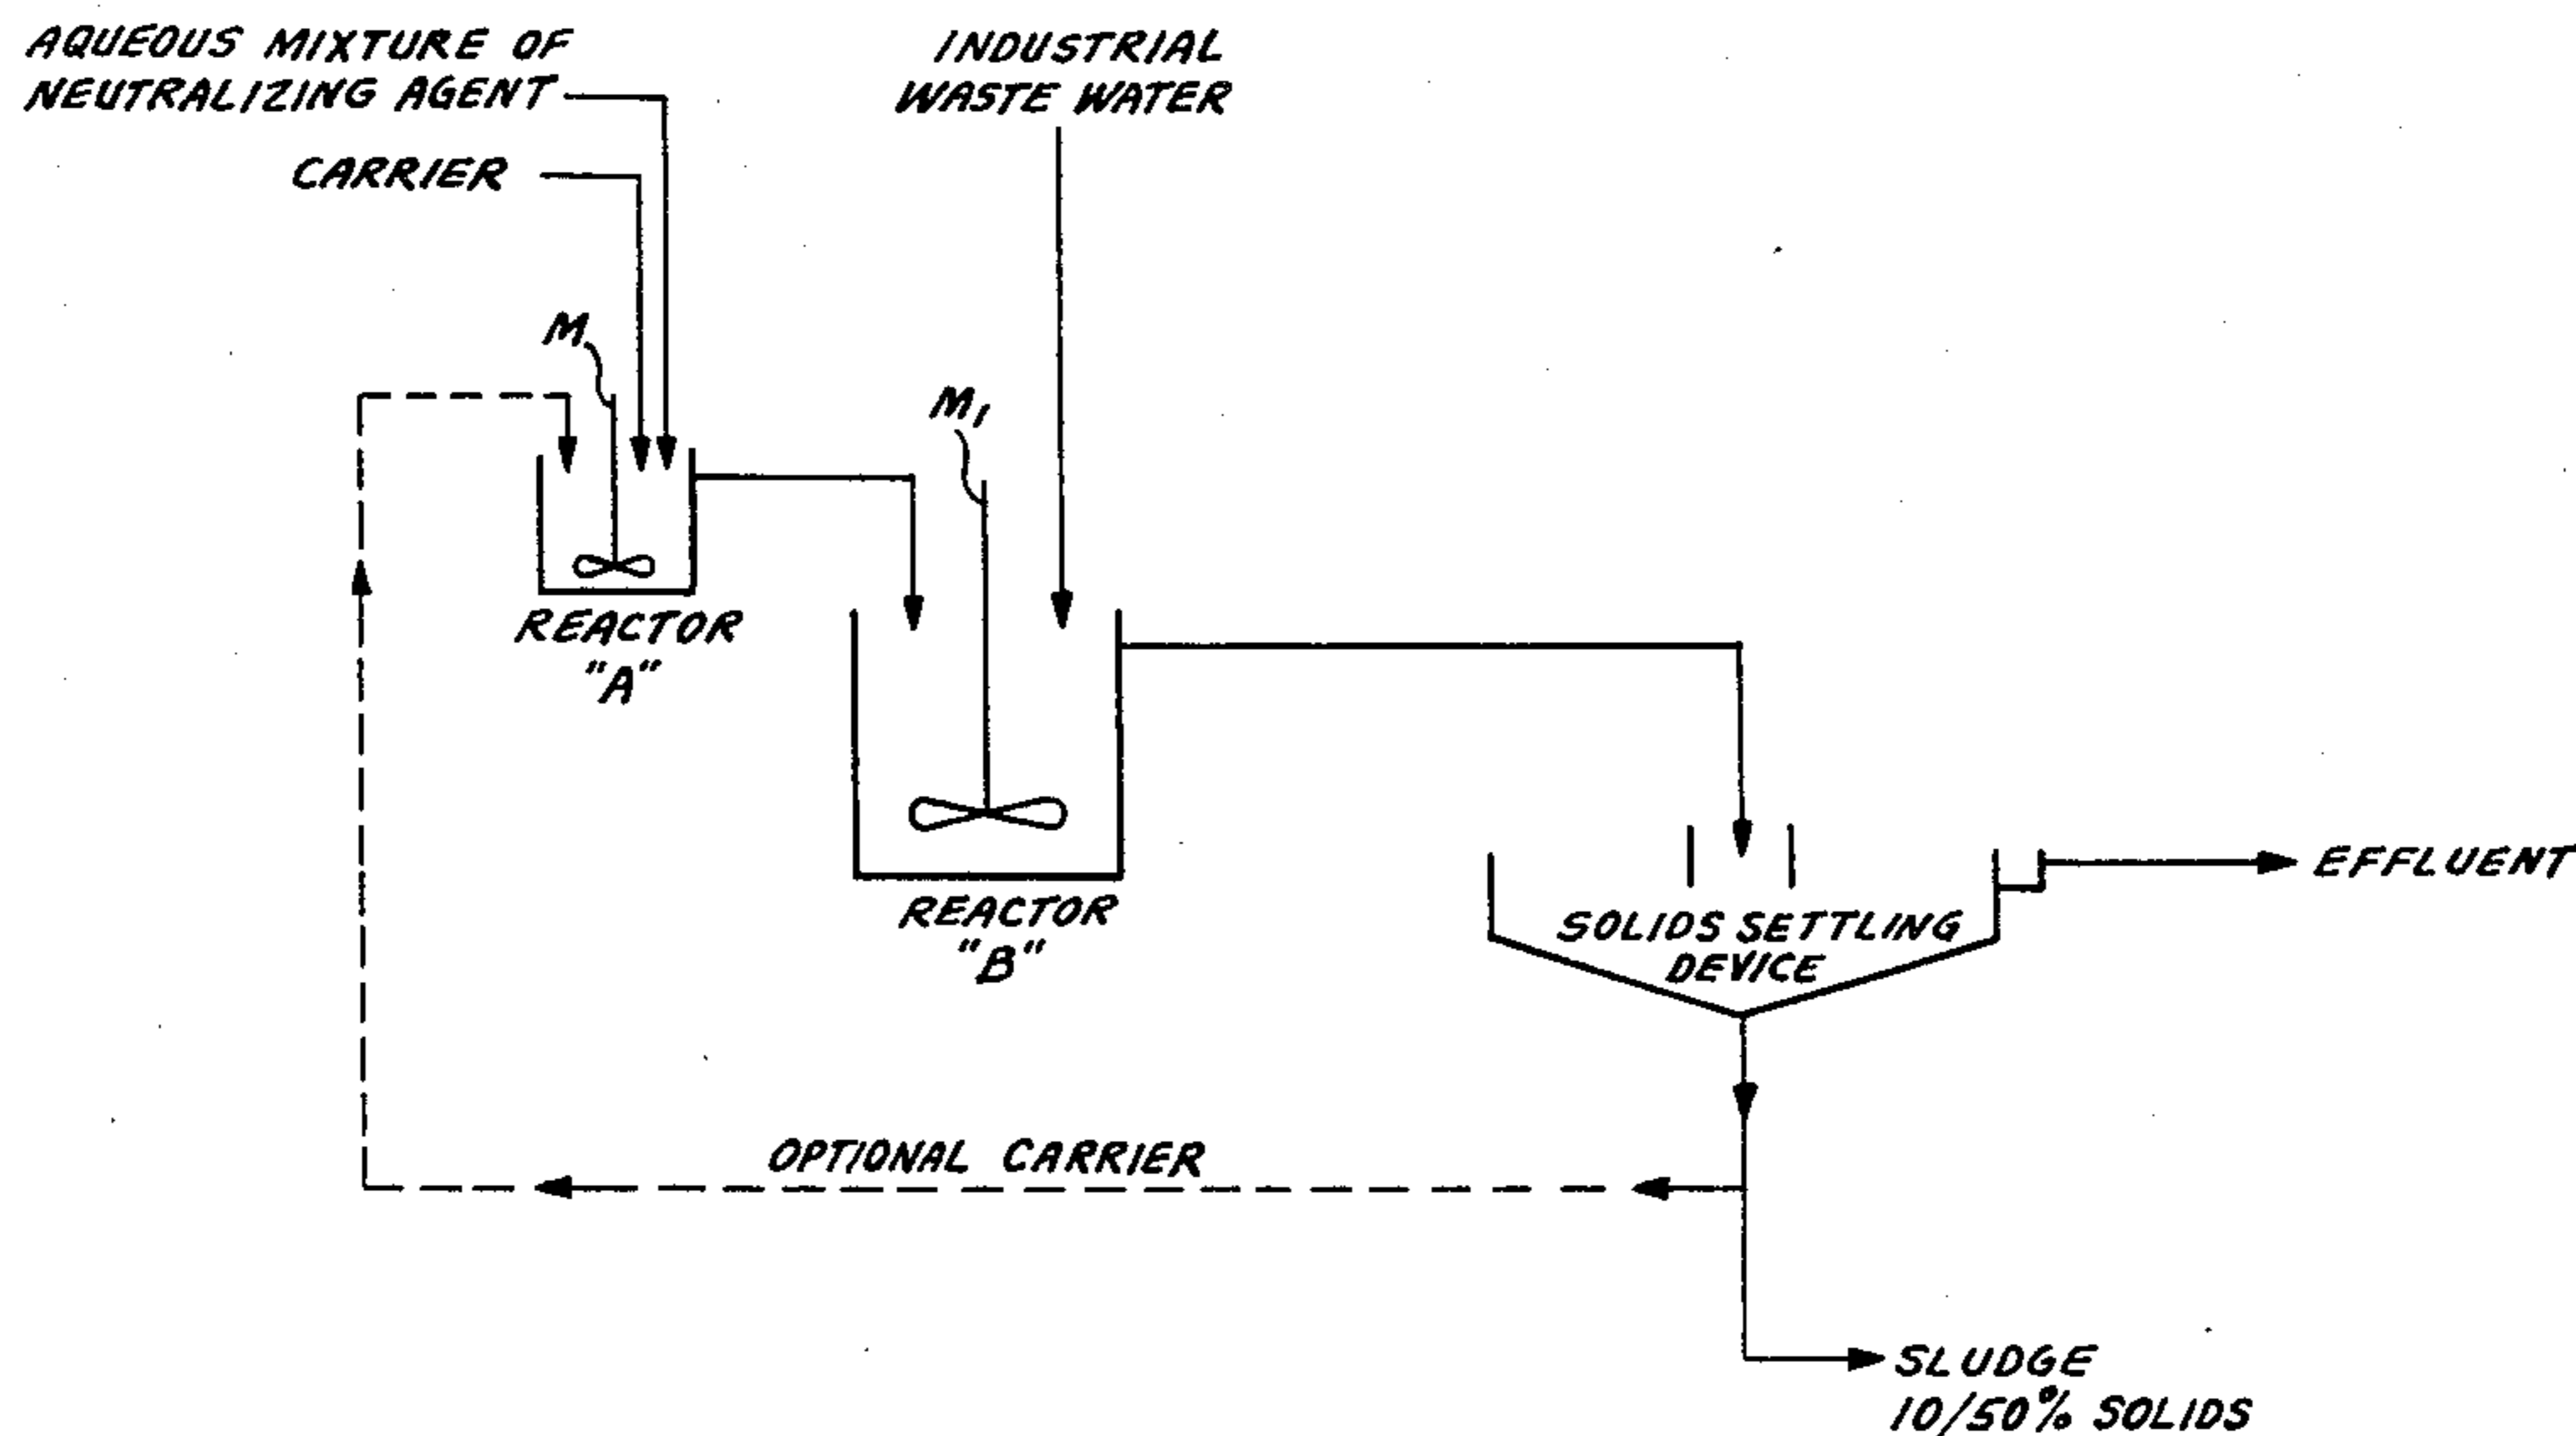 AQUEOUS MIXTURE OF
NEUTRALIZING AGENT
CARRIER
INDUSTRIAL
WASTE WATER
M
M1
REACTOR
"A"
REACTOR
"B"
SOLIDS SETTLING
DEVICE
EFFLUENT
OPTIONAL CARRIER
SLUDGE
10/50% SOLIDS